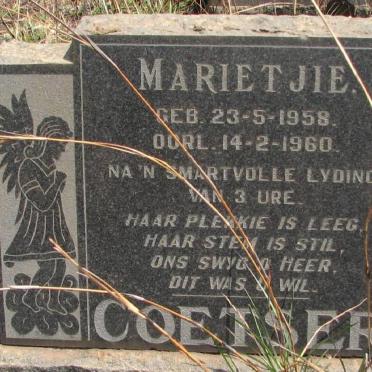 MARIETJIE.
GEB. 23-5-1958.
OORL. 14-2-1960.
NA 'N SMARTVOLLE LYDING
VAN 3 URE.
HAAR PLEKKIE IS LEEG,
HAAR STEM IS STIL,
ONS SWYG O HEER,
DIT WAS U WIL.
COETSER